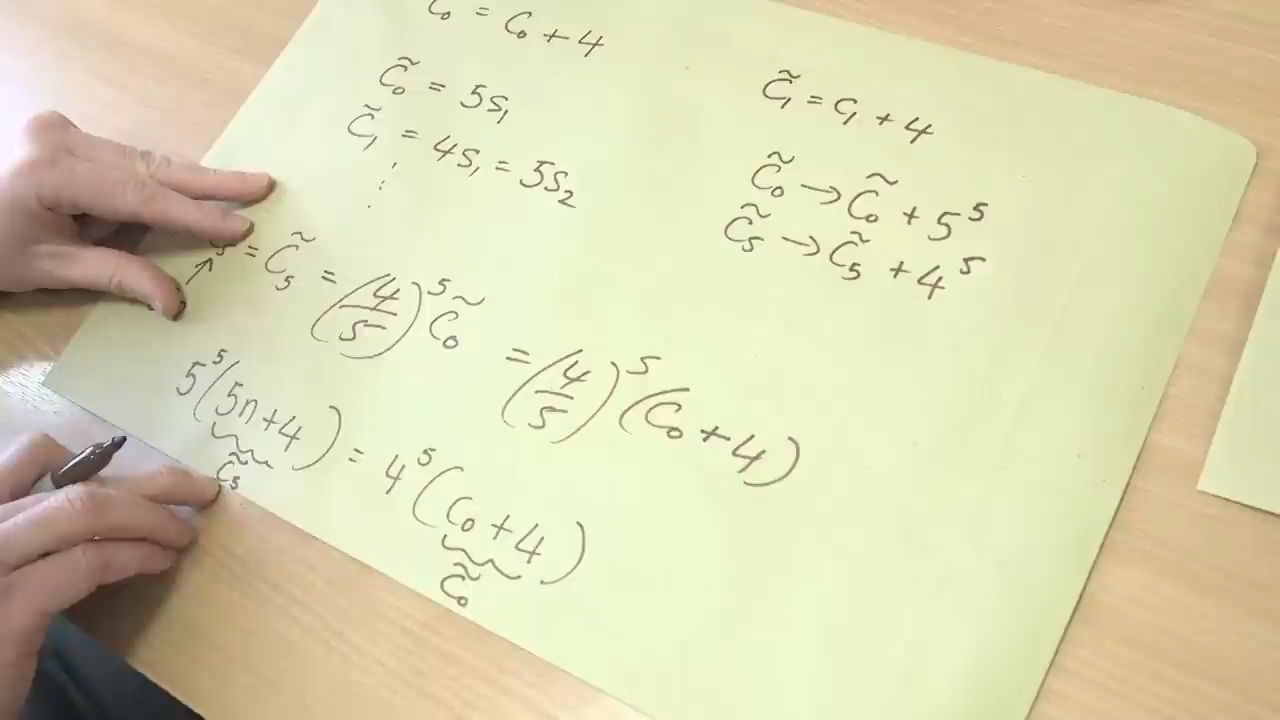 C̃₀ = C₀ + 4
C̃₀ = 5s₁
C̃₁ = 4s₁ = 5s₂
⋮
= C̃₅ = (4/5)⁵ C̃₀ = (4/5)⁵ (C₀ + 4)
5⁵(5n + 4) = 4⁵(C₀ + 4)
C̃₅
C̃₀
C̃₁ = C₁ + 4
C̃₀ → C̃₀ + 5⁵
C̃₅ → C̃₅ + 4⁵